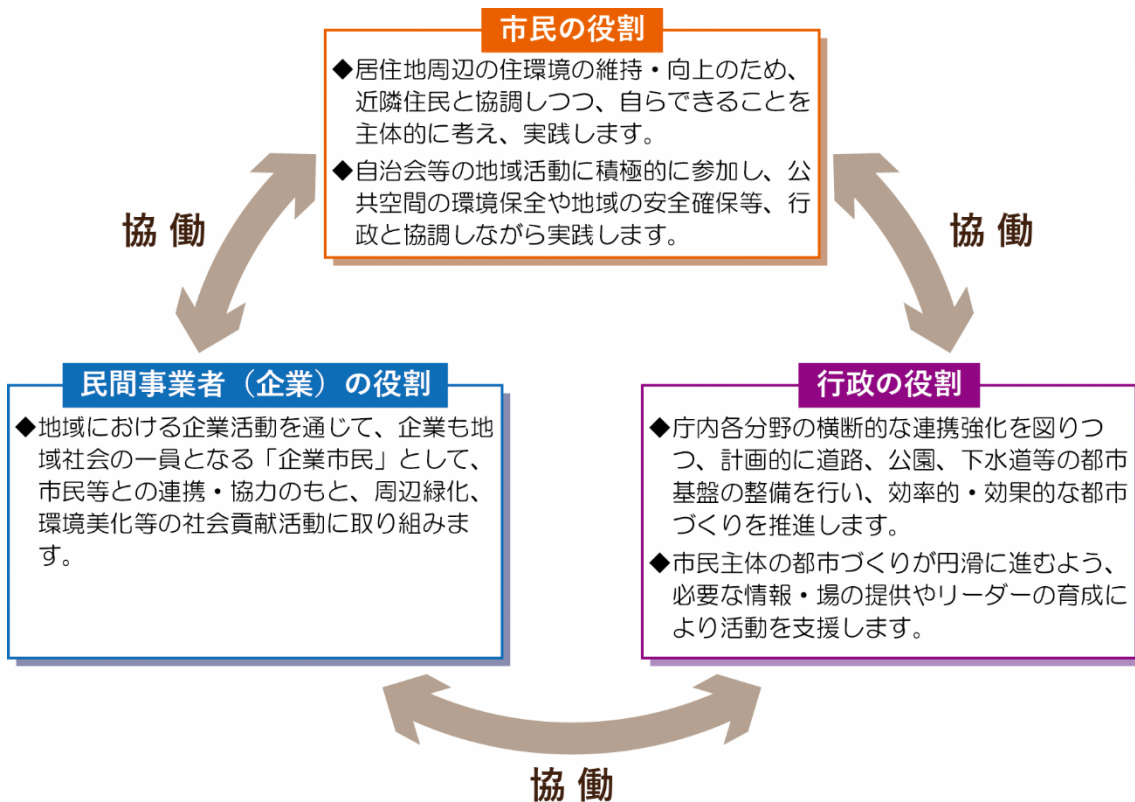 市民の役割
◆居住地周辺の住環境の維持・向上のため、
近隣住民と協調しつつ、自らできることを
主体的に考え、実践します。
◆自治会等の地域活動に積極的に参加し、公
共空間の環境保全や地域の安全確保等、行
政と協調しながら実践します。
協働
協働
民間事業者（企業）の役割
◆地域における企業活動を通じて、企業も地
域社会の一員となる「企業市民」として、
市民等との連携・協力のもと、周辺緑化、
環境美化等の社会貢献活動に取り組みま
す。
行政の役割
◆庁内各分野の横断的な連携強化を図りつ
つ、計画的に道路、公園、下水道等の都市
基盤の整備を行い、効率的・効果的な都市
づくりを推進します。
◆市民主体の都市づくりが円滑に進むよう、
必要な情報・場の提供やリーダーの育成に
より活動を支援します。
協働